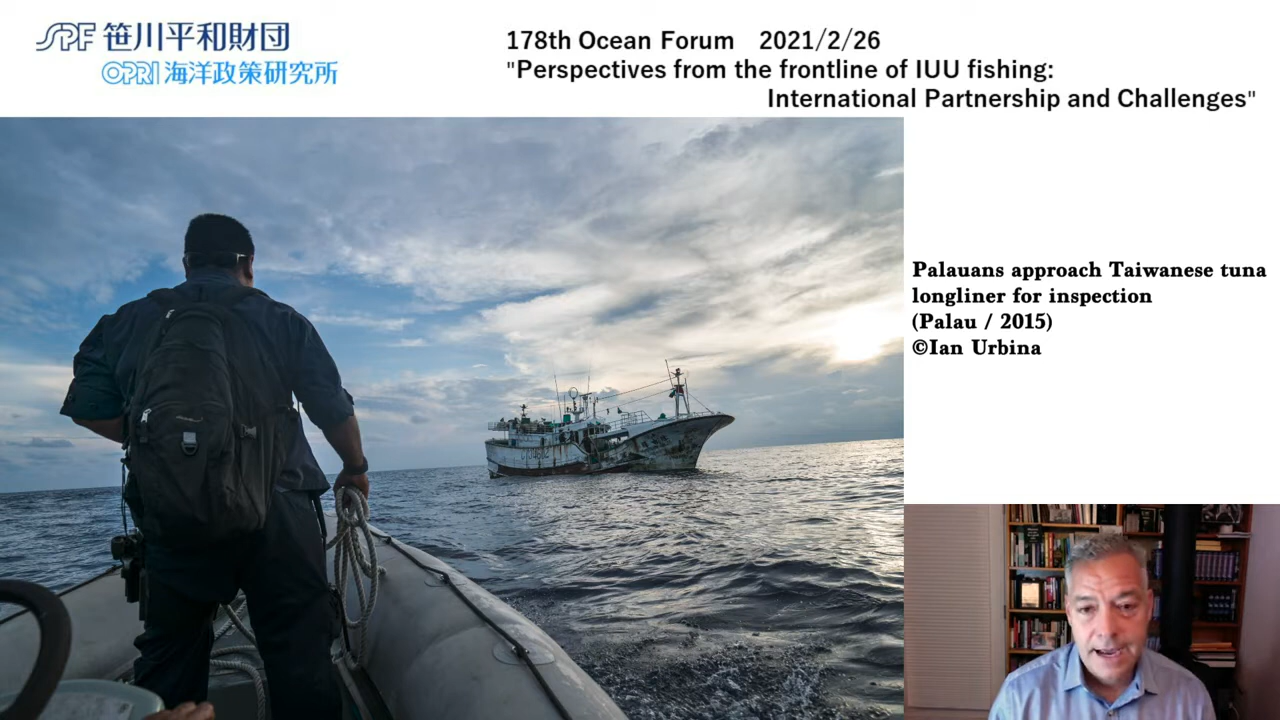 SPF 笹川平和財団
OPRI 海洋政策研究所
178th Ocean Forum 2021/2/26
"Perspectives from the frontline of IUU fishing:
International Partnership and Challenges"
Palauans approach Taiwanese tuna
longliner for inspection
(Palau / 2015)
©Ian Urbina